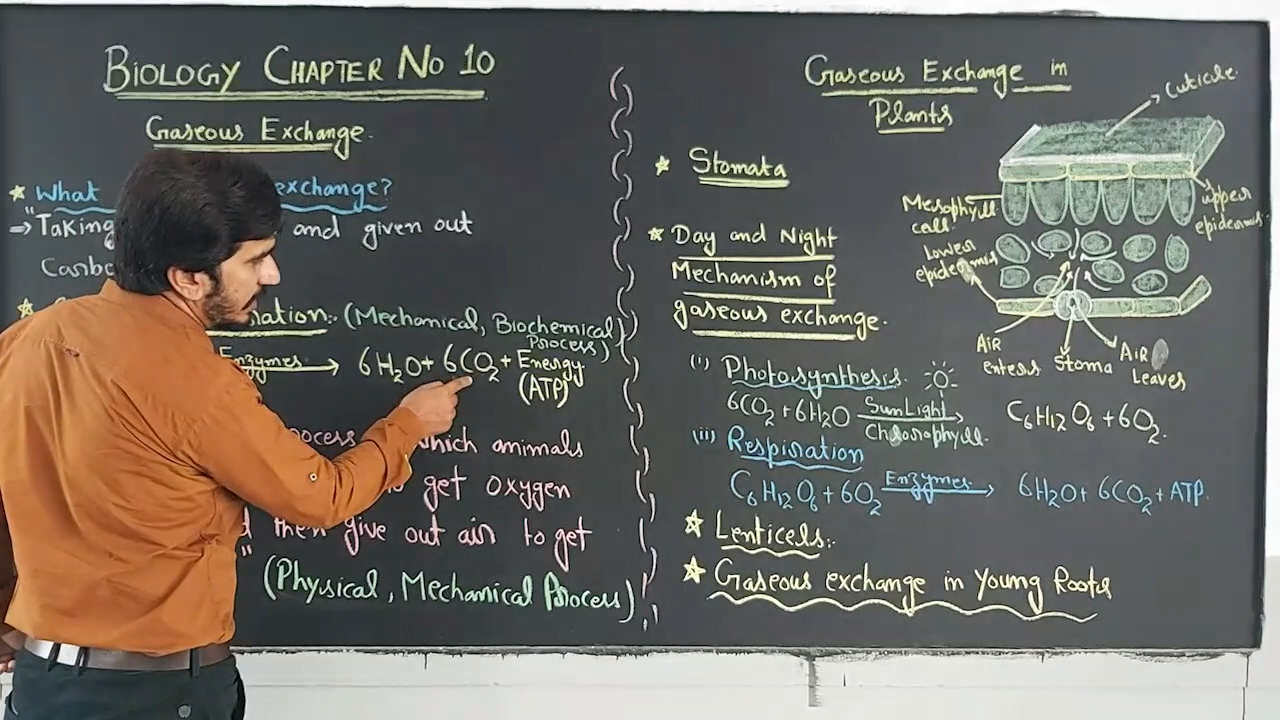 BIOLOGY CHAPTER No 10
Gaseous Exchange.
* What exchange?
⇒"Taking and given out
Carbo
ation:. (Mechanical, Biochemical
Process)
Enzymes 6H₂O + 6CO₂ + Energy
(ATP)
ocess which animals
get oxygen
then give out air to get
"
(Physical, Mechanical Process)
Gaseous Exchange in
Plants
* Stomata
* Day and Night
Mechanism of
gaseous exchange.
(i) Photosynthesis.
6CO₂ + 6H₂O SunLight Chlorophyll. C₆H₁₂O₆ + 6O₂.
(ii) Respiration
C₆H₁₂O₆ + 6O₂ Enzymes → 6H₂O + 6CO₂ + ATP.
* Lenticels:.
* Gaseous exchange in Young Roots
Cuticle.
Mesophyll
cell.
upper
epidermis.
Lower
epidermis
Air
enters
Stoma
Air
Leaves